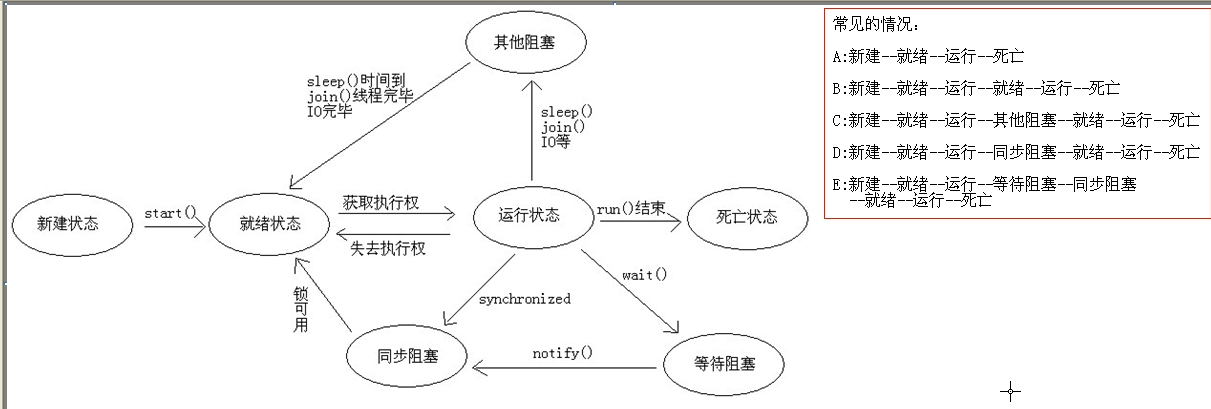 其他阻塞
sleep()时间到
join()线程完毕
IO完毕
sleep()
join()
IO等
新建状态
start()
就绪状态
获取执行权
失去执行权
运行状态
run()结束
死亡状态
锁可用
synchronized
wait()
同步阻塞
notify()
等待阻塞
常见的情况:
A:新建--就绪--运行--死亡
B:新建--就绪--运行--就绪--运行--死亡
C:新建--就绪--运行--其他阻塞--就绪--运行--死亡
D:新建--就绪--运行--同步阻塞--就绪--运行--死亡
E:新建--就绪--运行--等待阻塞--同步阻塞
--就绪--运行--死亡